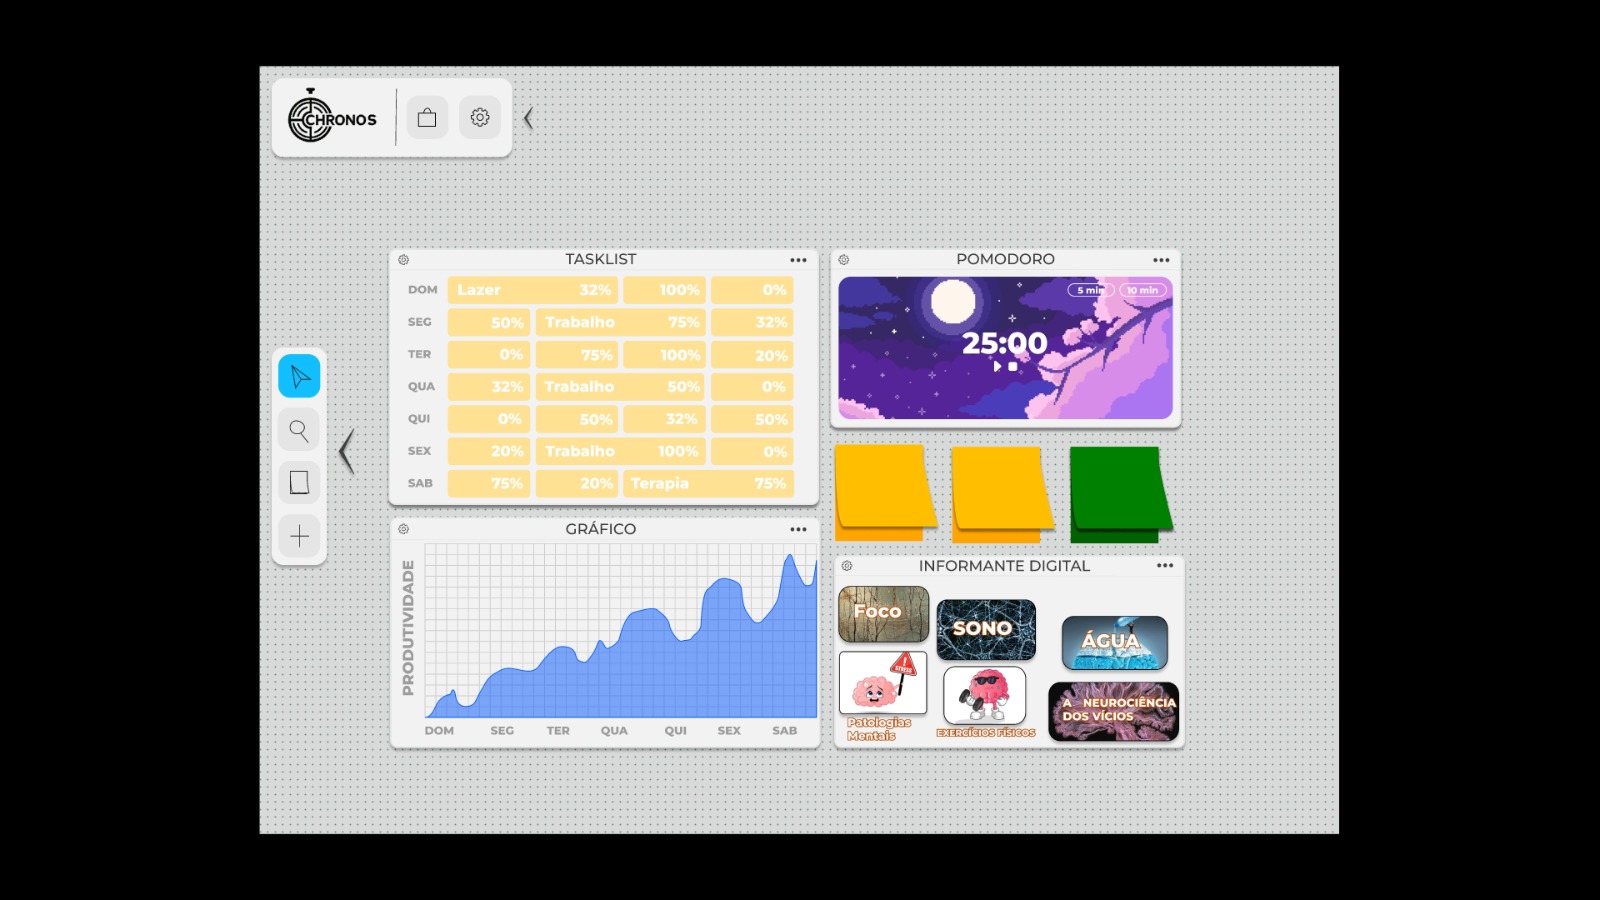 CHRONOS
TASKLIST
DOM Lazer 32% 100% 0%
SEG 50% Trabalho 75% 32%
TER 0% 75% 100% 20%
QUA 32% Trabalho 50% 0%
QUI 0% 50% 32% 50%
SEX 20% Trabalho 100% 0%
SAB 75% 20% Terapia 75%
POMODORO
5 min 10 min
25:00
GRÁFICO
PRODUTIVIDADE
DOM SEG TER QUA QUI SEX SAB
INFORMANTE DIGITAL
Foco
SONO
ÁGUA
Patologias
Mentais
EXERCÍCIOS FÍSICOS
A NEUROCIÊNCIA
DOS VÍCIOS